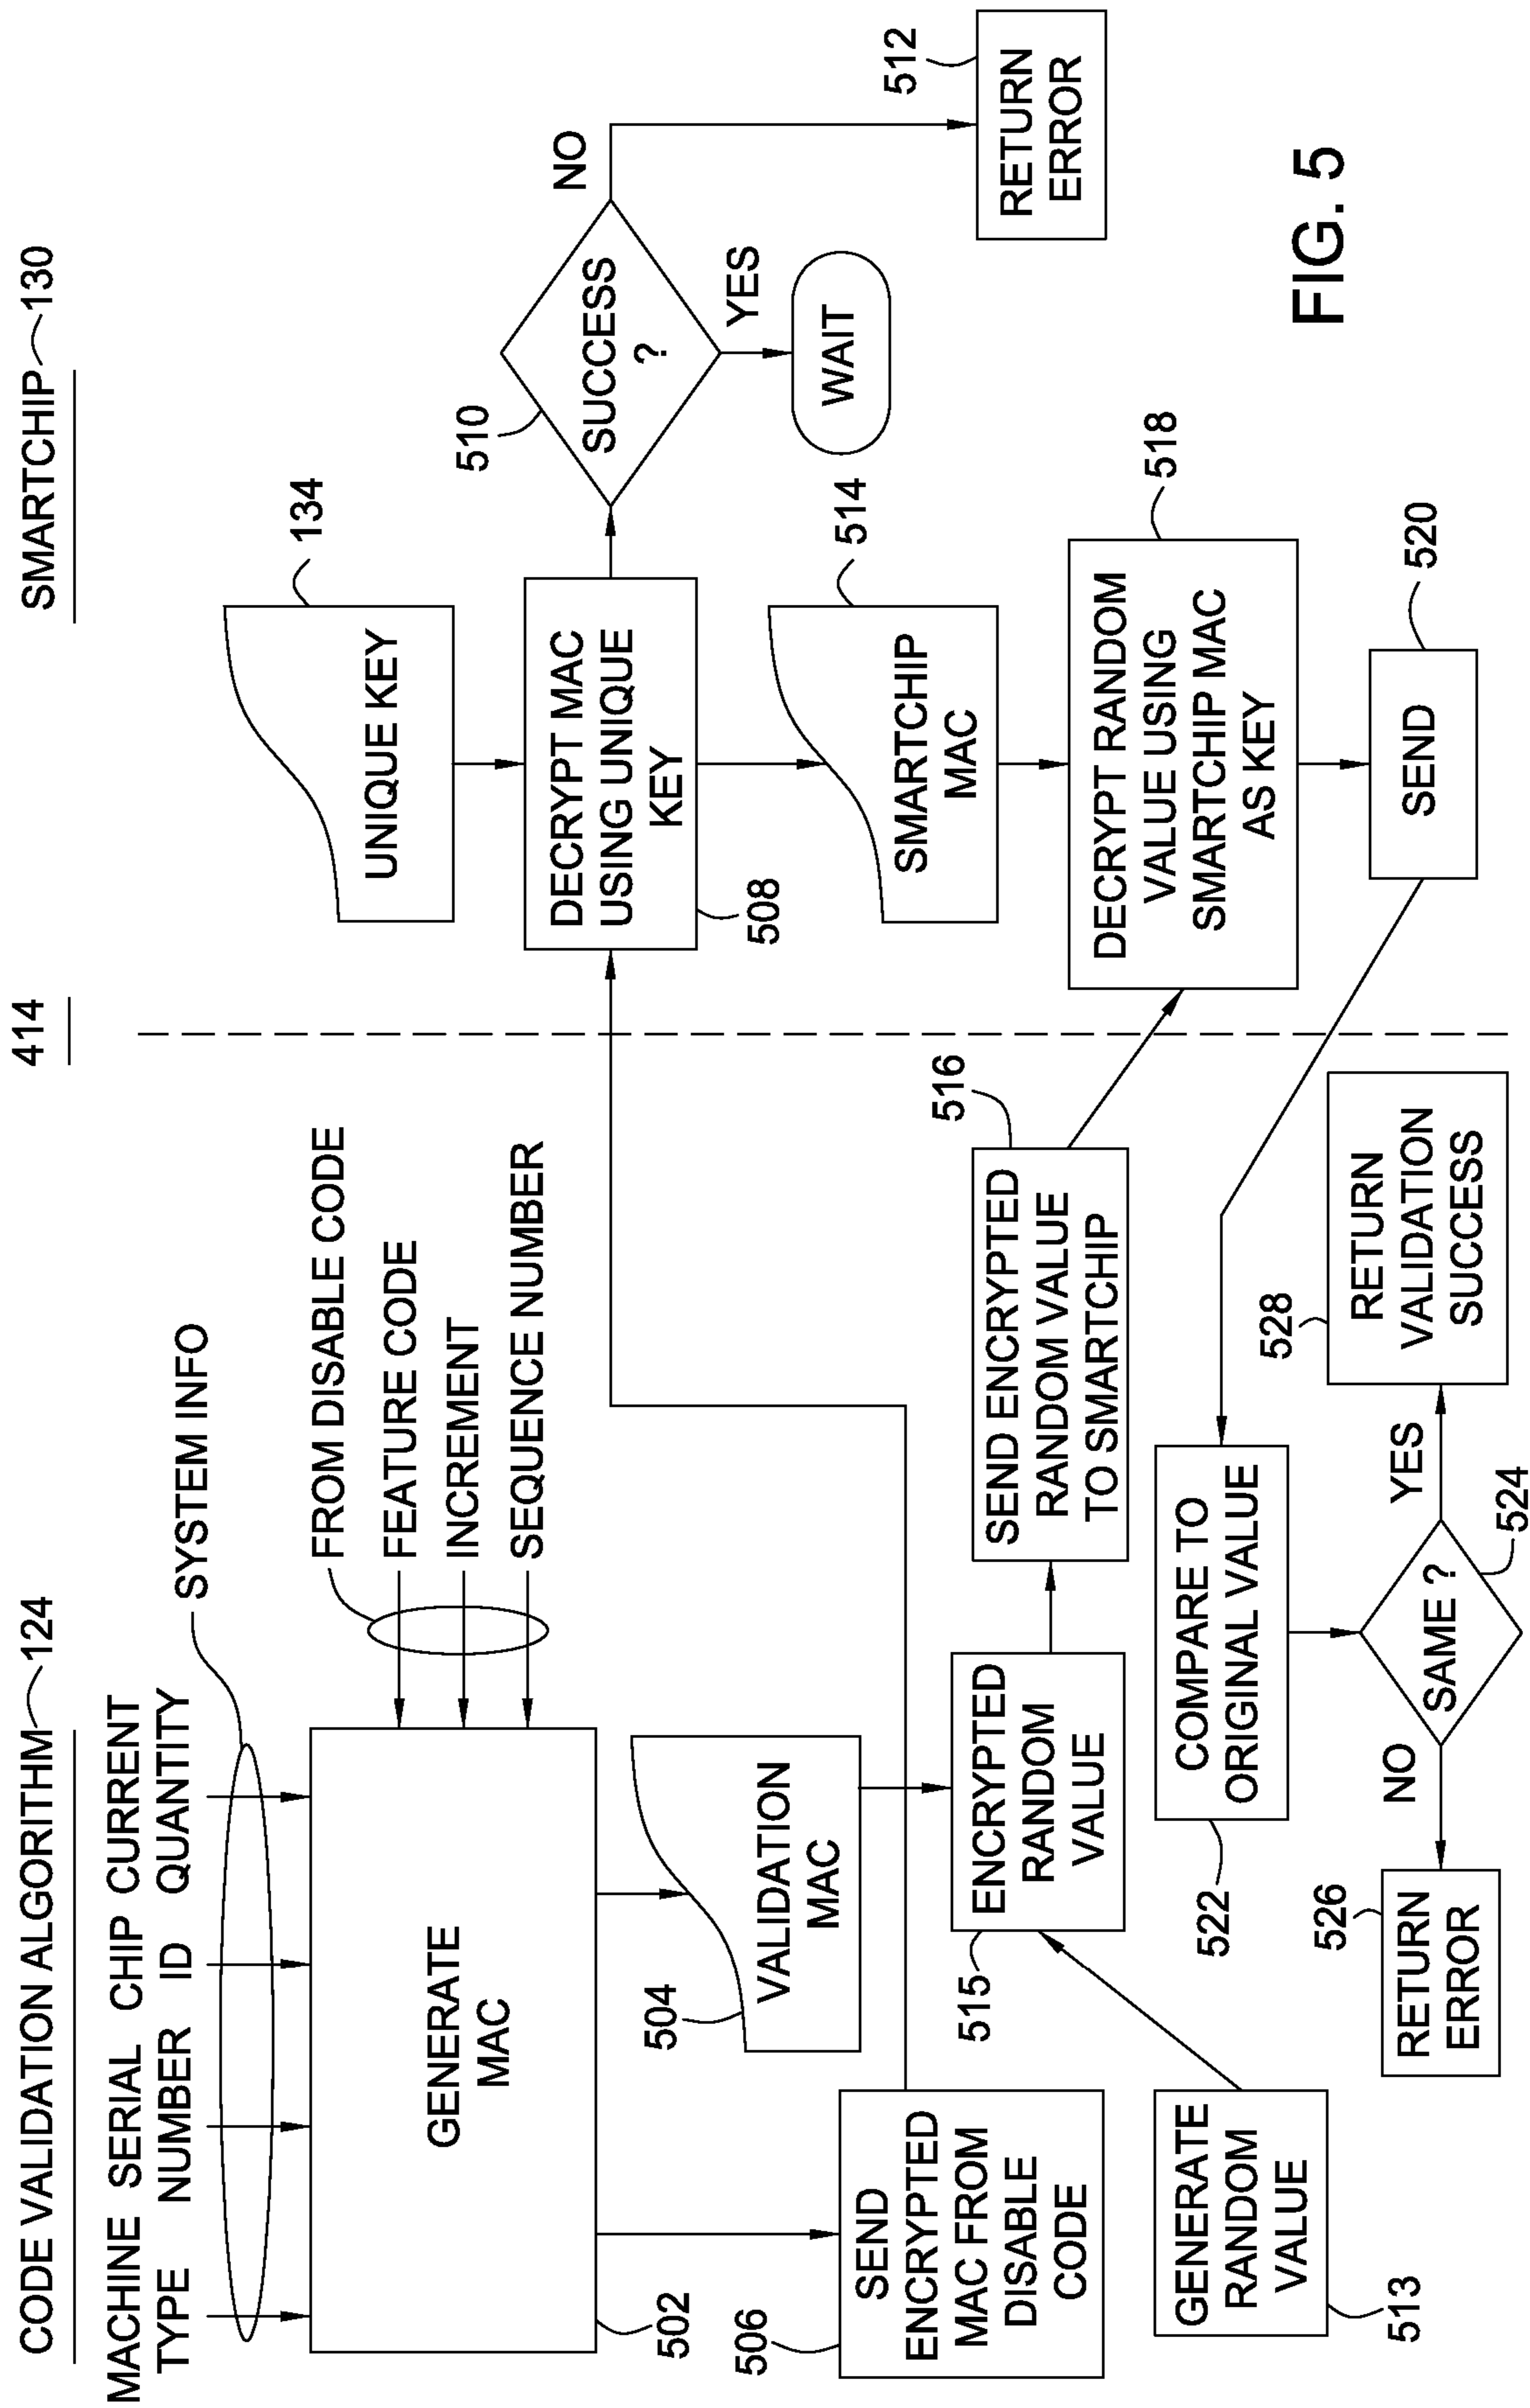 CODE VALIDATION ALGORITHM 124
414
SMARTCHIP 130
MACHINE SERIAL CHIP CURRENT
TYPE NUMBER ID QUANTITY
SYSTEM INFO
FROM DISABLE CODE
FEATURE CODE
INCREMENT
SEQUENCE NUMBER
GENERATE
MAC
502
504
VALIDATION
MAC
506
SEND
ENCRYPTED
MAC FROM
DISABLE
CODE
513
GENERATE
RANDOM
VALUE
515
ENCRYPTED
RANDOM
VALUE
516
SEND ENCRYPTED
RANDOM VALUE
TO SMARTCHIP
522
COMPARE TO
ORIGINAL VALUE
524
SAME ?
NO
YES
526
RETURN
ERROR
528
RETURN
VALIDATION
SUCCESS
134
UNIQUE KEY
508
DECRYPT MAC
USING UNIQUE
KEY
510
SUCCESS
?
NO
YES
WAIT
512
RETURN
ERROR
514
SMARTCHIP
MAC
518
DECRYPT RANDOM
VALUE USING
SMARTCHIP MAC
AS KEY
520
SEND
FIG. 5